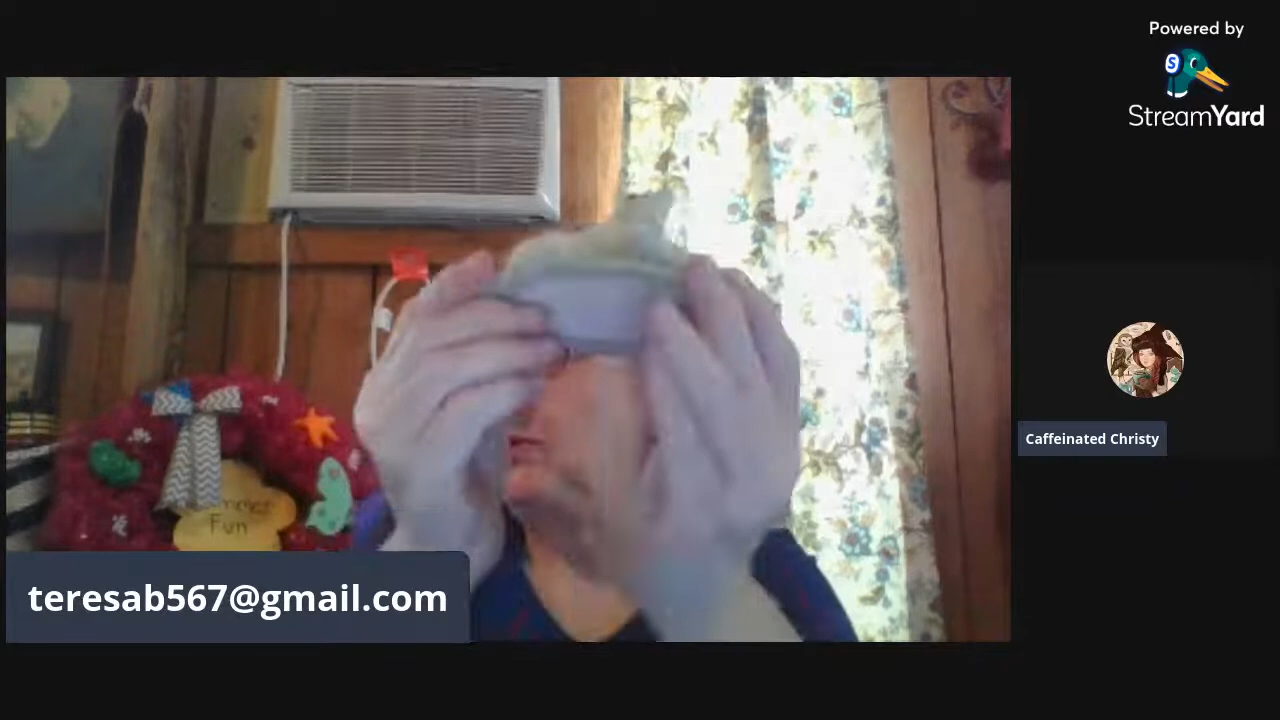 Powered by
StreamYard
Caffeinated Christy
Fun
teresab567@gmail.com